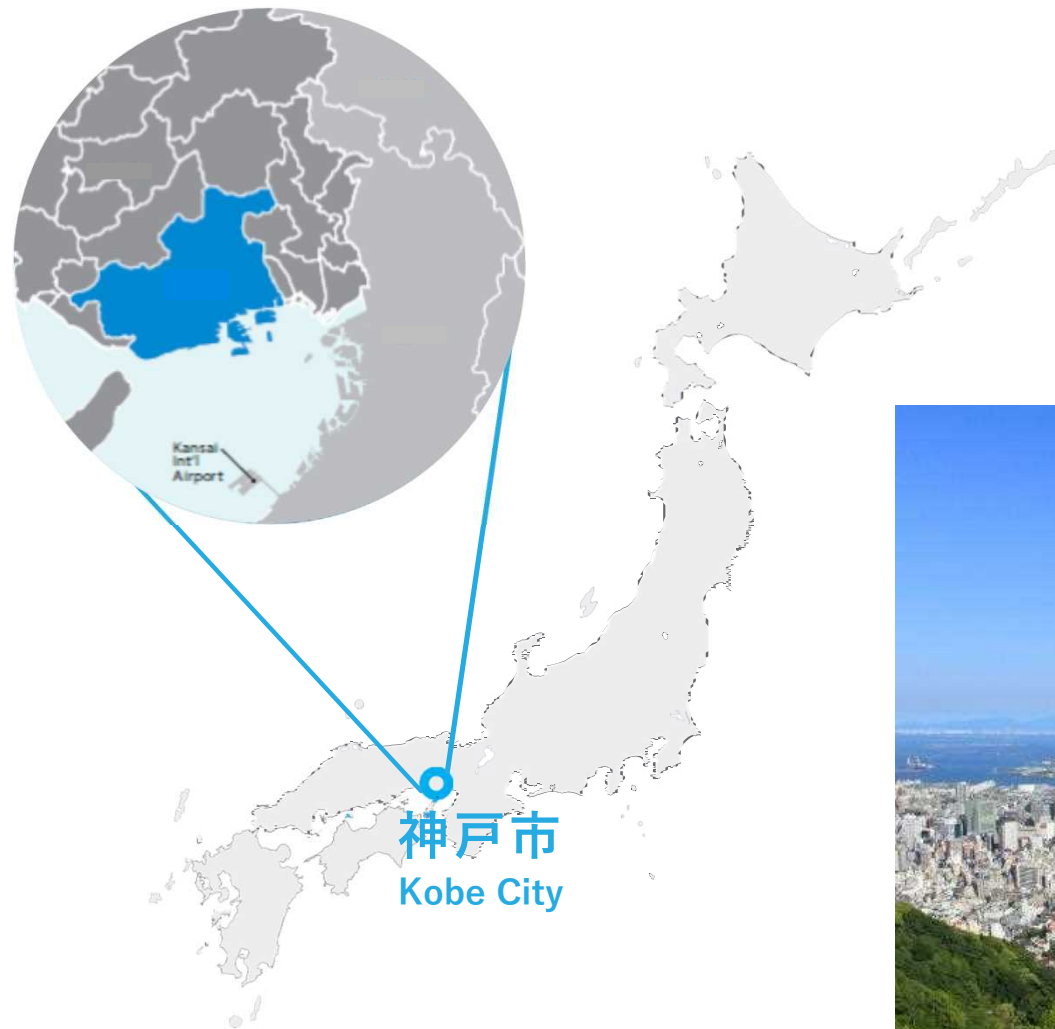 Kansai
Int'l
Airport
神戸市
Kobe City